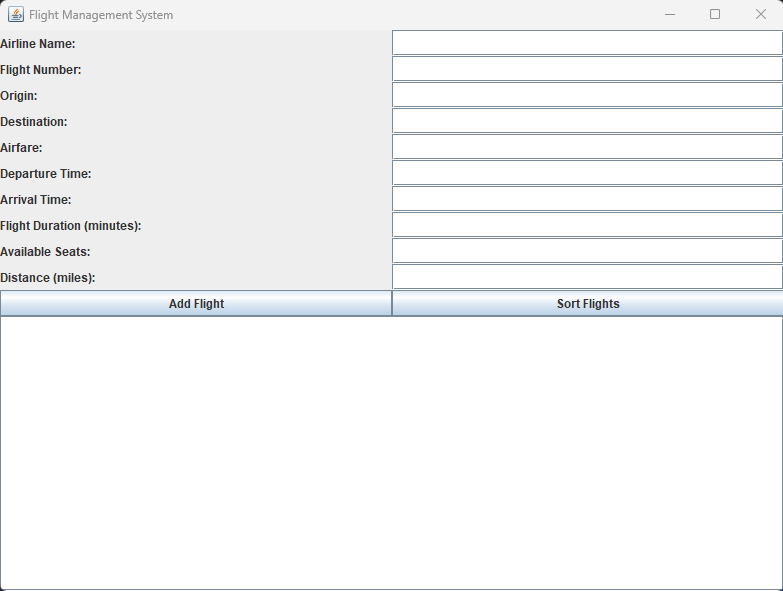 Flight Management System
Airline Name:
Flight Number:
Origin:
Destination:
Airfare:
Departure Time:
Arrival Time:
Flight Duration (minutes):
Available Seats:
Distance (miles):
Add Flight Sort Flights